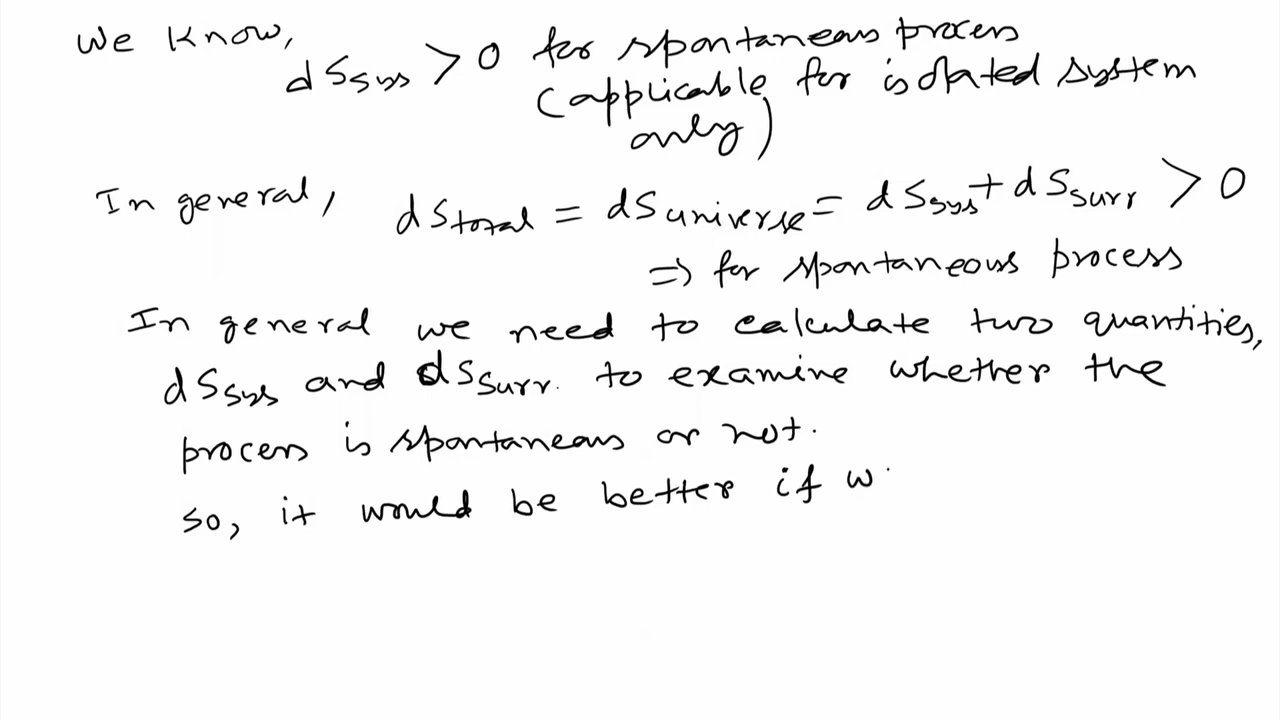 We know,
dSsys > 0 for spontaneous process
(applicable for isolated system
only)
In general, dStotal = dSuniverse = dSsys + dSsurr > 0
=> for spontaneous process
In general we need to calculate two quantities,
dSsys and dSsurr. to examine whether the
process is spontaneous or not.
so, it would be better if w